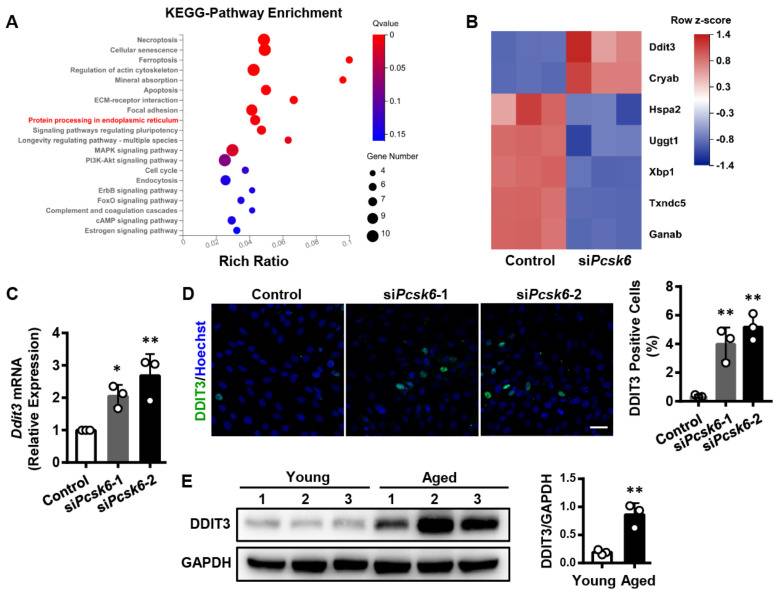 A
KEGG-Pathway Enrichment
Necroptosis
Cellular senescence
Ferroptosis
Regulation of actin cytoskeleton
Mineral absorption
Apoptosis
ECM-receptor interaction
Focal adhesion
Protein processing in endoplasmic reticulum
Signaling pathways regulating pluripotency
Longevity regulating pathway - multiple species
MAPK signaling pathway
PI3K-Akt signaling pathway
Cell cycle
Endocytosis
ErbB signaling pathway
FoxO signaling pathway
Complement and coagulation cascades
cAMP signaling pathway
Estrogen signaling pathway
0 0.02 0.04 0.06 0.08 0.1
Rich Ratio
Qvalue
0
0.05
0.10
0.15
Gene Number
4
6
7
9
10
B
Row z-score
Ddit3
Cryab
Hspa2
Uggt1
Xbp1
Txndc5
Ganab
1.4
1.0
0.7
0.3
0.0
-0.3
-0.7
-1.0
-1.4
Control siPcsk6
C
Ddit3 mRNA
(Relative Expression)
4
3
2
1
0
* **
Control
siPcsk6-1
siPcsk6-2
D
Control siPcsk6-1 siPcsk6-2
DDIT3/Hoechst
DDIT3 Positive Cells
(%)
8
6
4
2
0
** **
Control
siPcsk6-1
siPcsk6-2
E
Young Aged
1 2 3 1 2 3
DDIT3
GAPDH
DDIT3/GAPDH
1.5
1.0
0.5
0.0
**
Young Aged